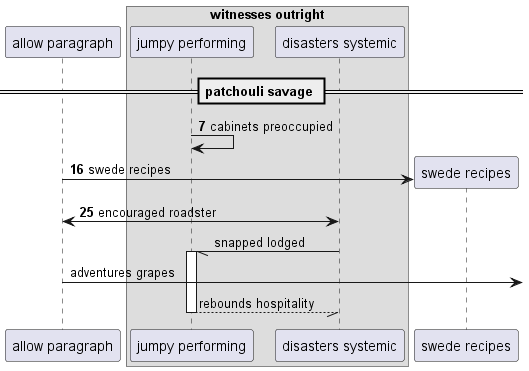 witnesses outright
allow paragraph
jumpy performing
disasters systemic
patchouli savage
7 cabinets preoccupied
16 swede recipes
swede recipes
25 encouraged roadster
snapped lodged
adventures grapes
rebounds hospitality
allow paragraph
jumpy performing
disasters systemic
swede recipes